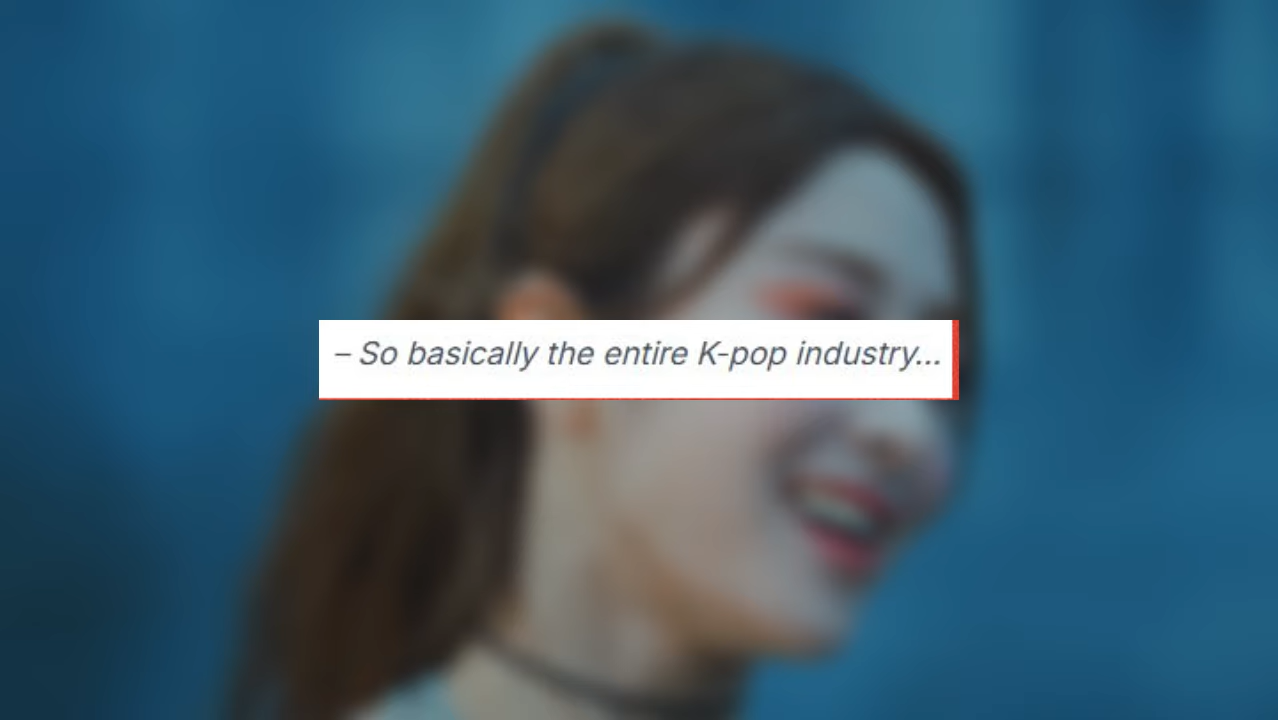 – So basically the entire K-pop industry...